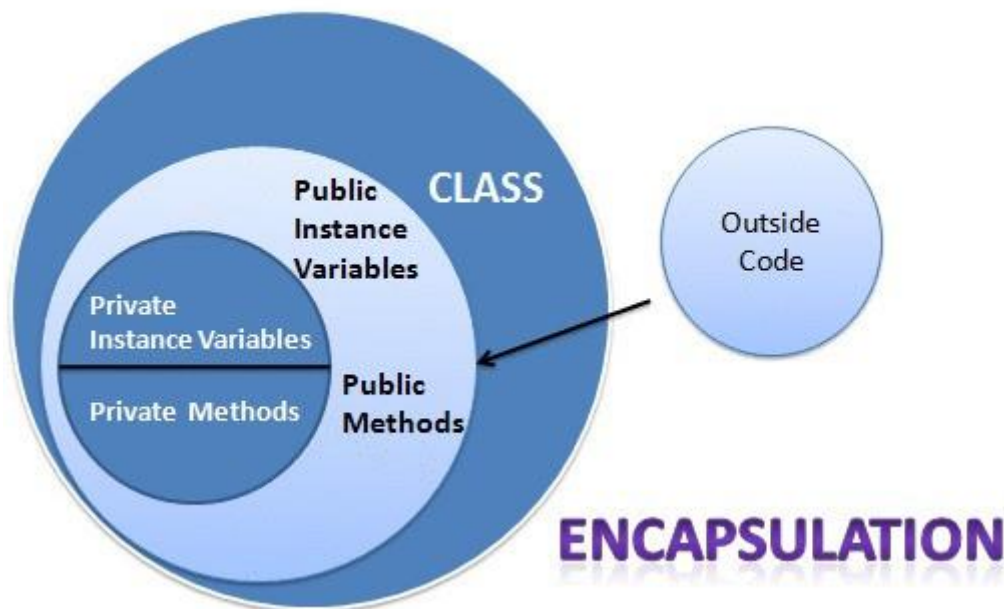 CLASS
Public
Instance
Variables
Private
Instance Variables
Private Methods
Public
Methods
Outside
Code
ENCAPSULATION